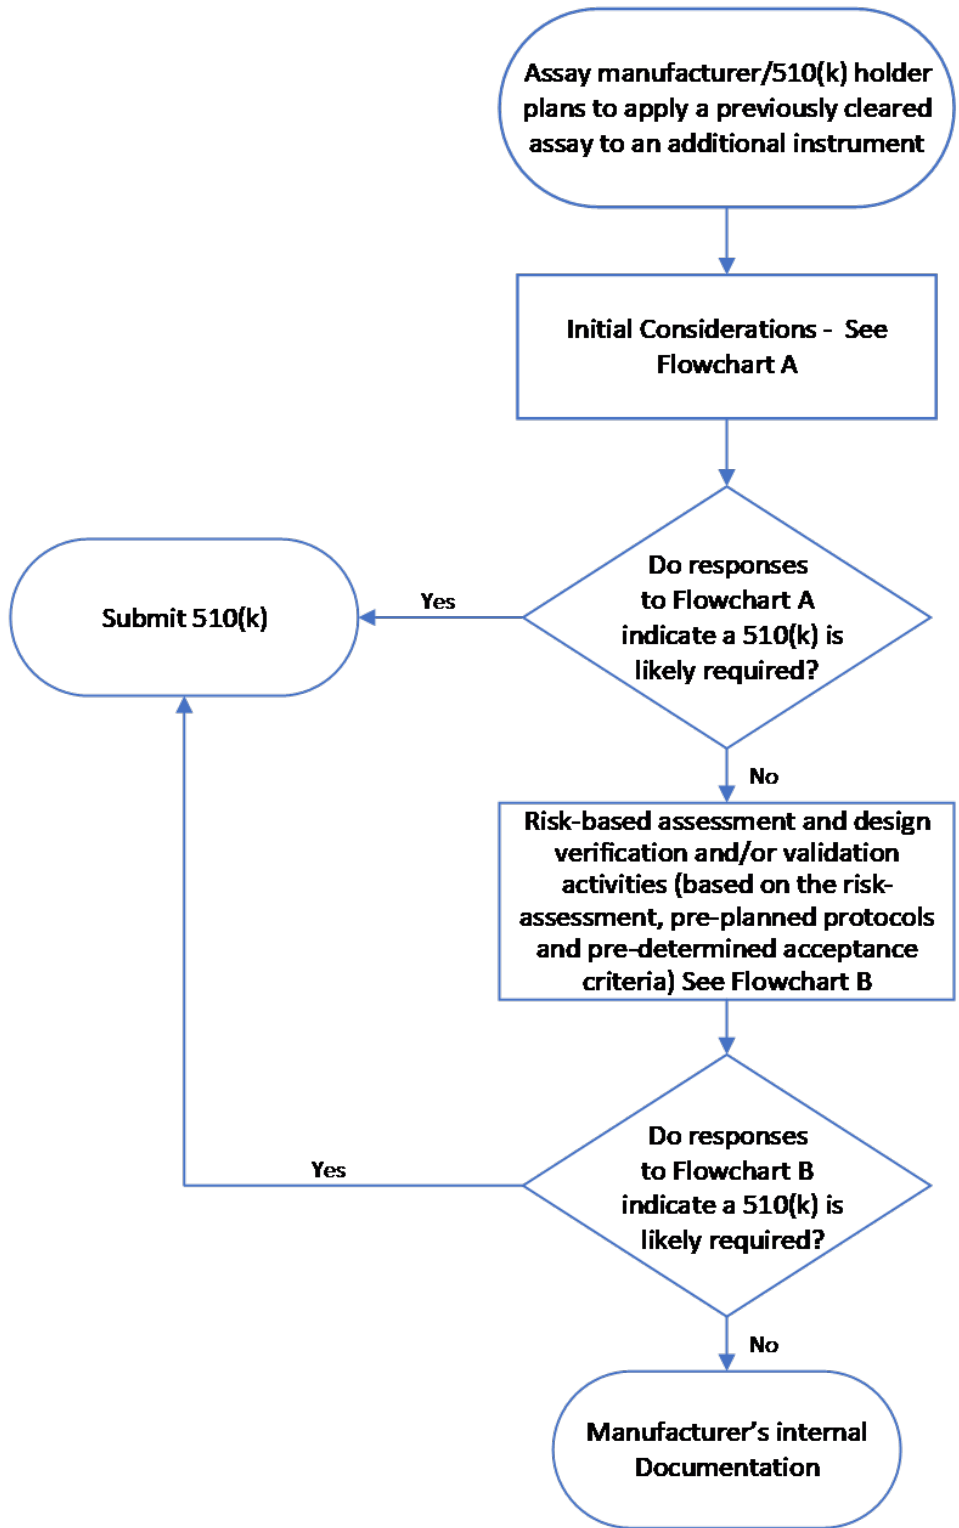 Assay manufacturer/510(k) holder
plans to apply a previously cleared
assay to an additional instrument
Initial Considerations - See
Flowchart A
Do responses
to Flowchart A
indicate a 510(k) is
likely required?
Yes
Submit 510(k)
No
Risk-based assessment and design
verification and/or validation
activities (based on the risk-
assessment, pre-planned protocols
and pre-determined acceptance
criteria) See Flowchart B
Do responses
to Flowchart B
indicate a 510(k) is
likely required?
Yes
No
Manufacturer’s internal
Documentation